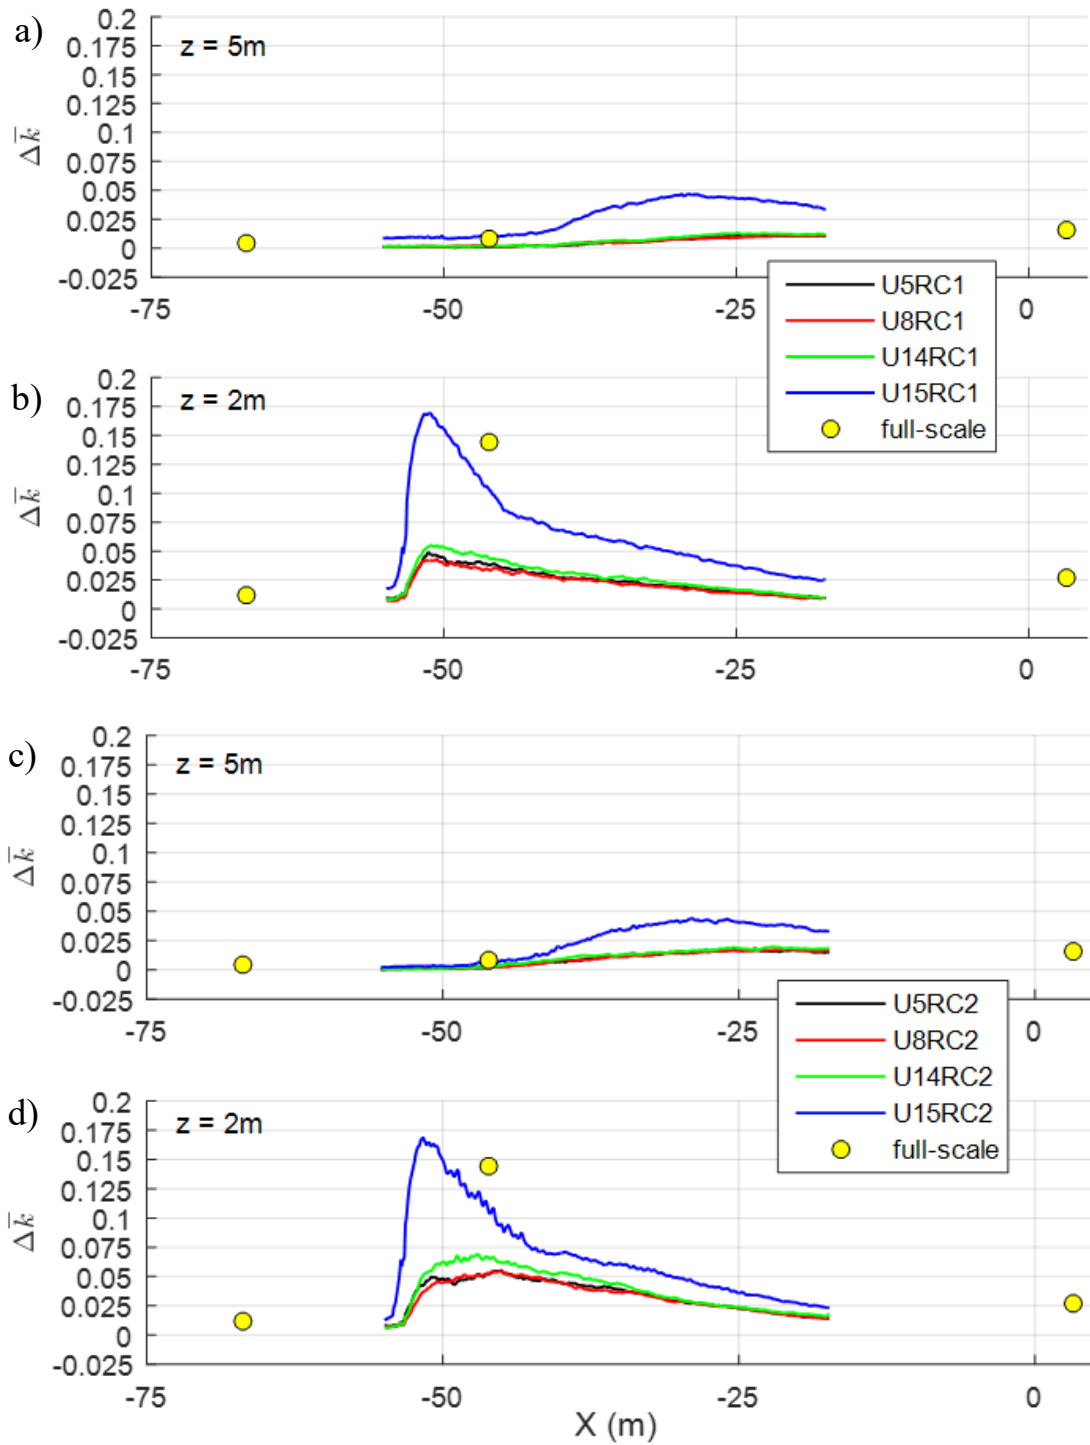 a)
z = 5m
0.2
0.175
0.15
0.125
0.1
0.075
0.05
0.025
0
-0.025
Δk̅
-75 -50 -25 0
U5RC1
U8RC1
U14RC1
U15RC1
full-scale
b)
z = 2m
0.2
0.175
0.15
0.125
0.1
0.075
0.05
0.025
0
-0.025
Δk̅
-75 -50 -25 0
c)
z = 5m
0.2
0.175
0.15
0.125
0.1
0.075
0.05
0.025
0
-0.025
Δk̅
-75 -50 -25 0
U5RC2
U8RC2
U14RC2
U15RC2
full-scale
d)
z = 2m
0.2
0.175
0.15
0.125
0.1
0.075
0.05
0.025
0
-0.025
Δk̅
-75 -50 -25 0
X (m)